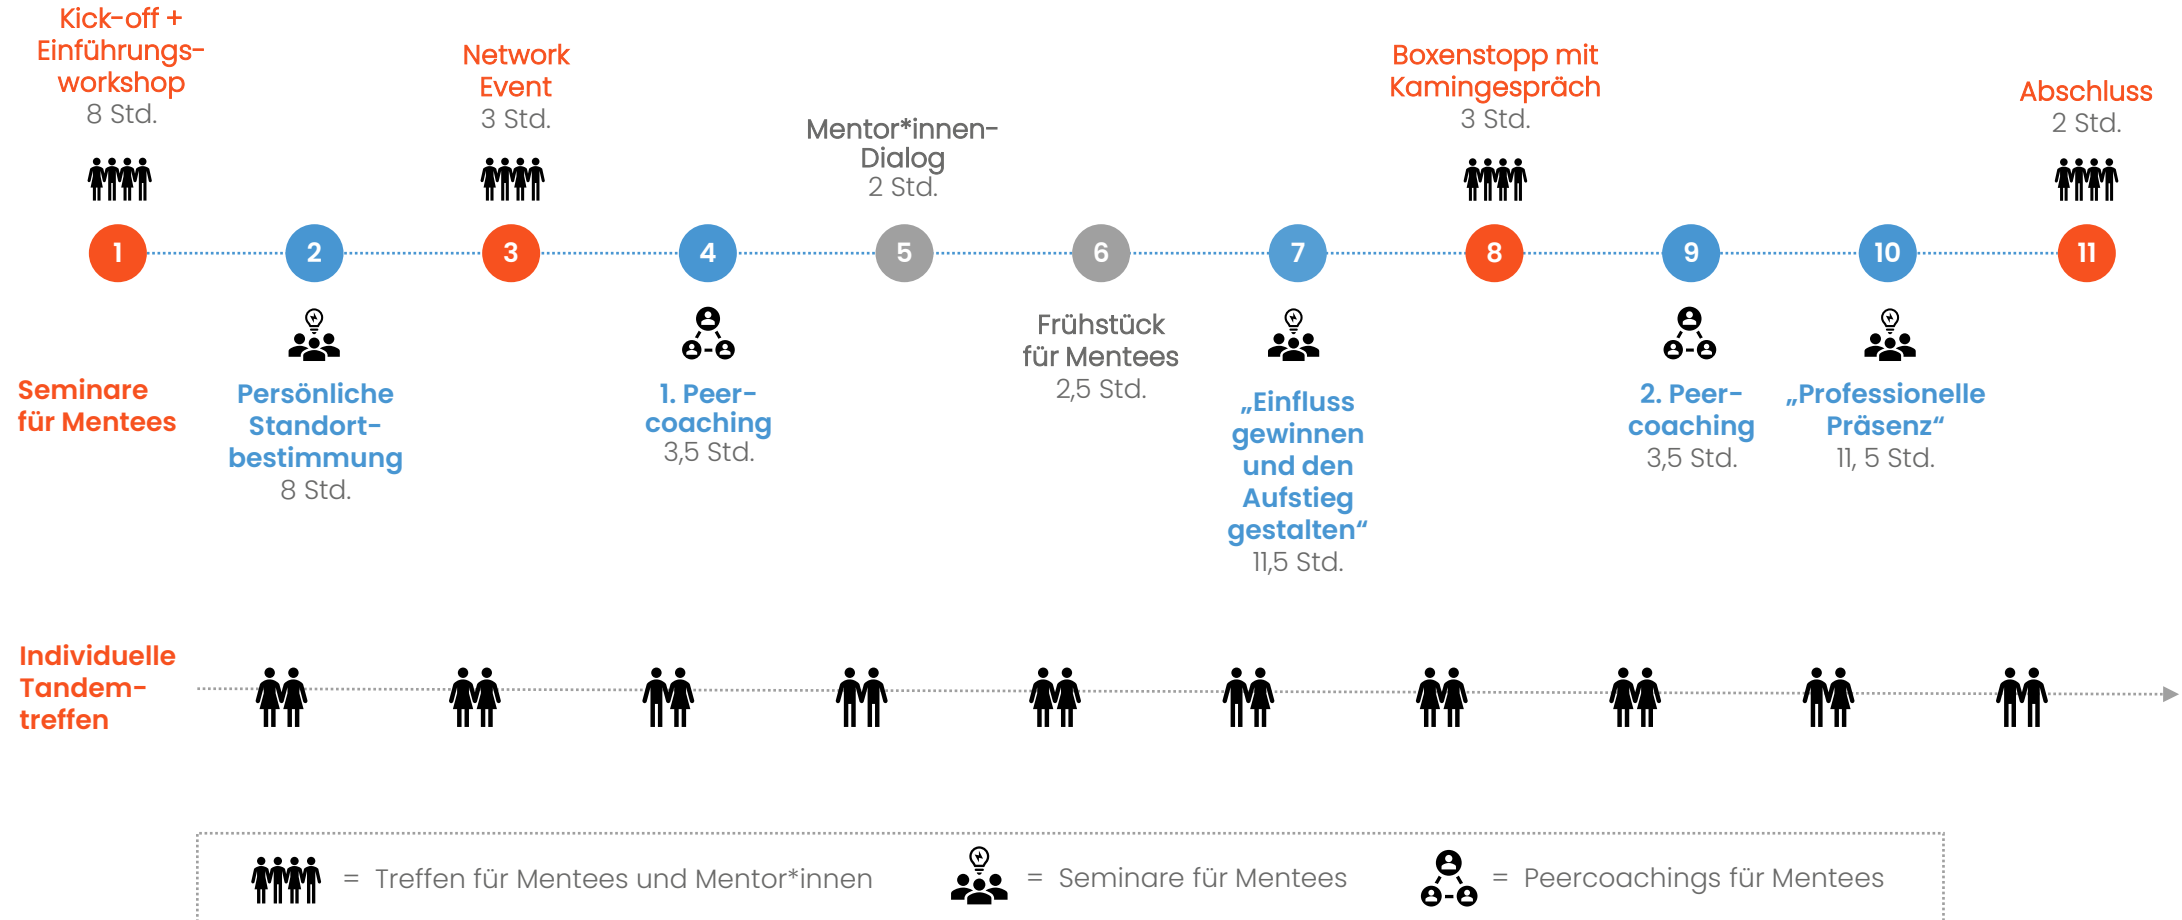 Kick-off +
Einführungs-
workshop
8 Std.
Network
Event
3 Std.
Mentor*innen-
Dialog
2 Std.
Boxenstopp mit
Kamingespräch
3 Std.
Abschluss
2 Std.
1
2
3
4
5
6
7
8
9
10
11
Seminare
für Mentees
Persönliche
Standort-
bestimmung
8 Std.
1. Peer-
coaching
3,5 Std.
Frühstück
für Mentees
2,5 Std.
„Einfluss
gewinnen
und den
Aufstieg
gestalten“
11,5 Std.
2. Peer-
coaching
3,5 Std.
„Professionelle
Präsenz“
11, 5 Std.
Individuelle
Tandem-
treffen
= Treffen für Mentees und Mentor*innen
= Seminare für Mentees
= Peercoachings für Mentees